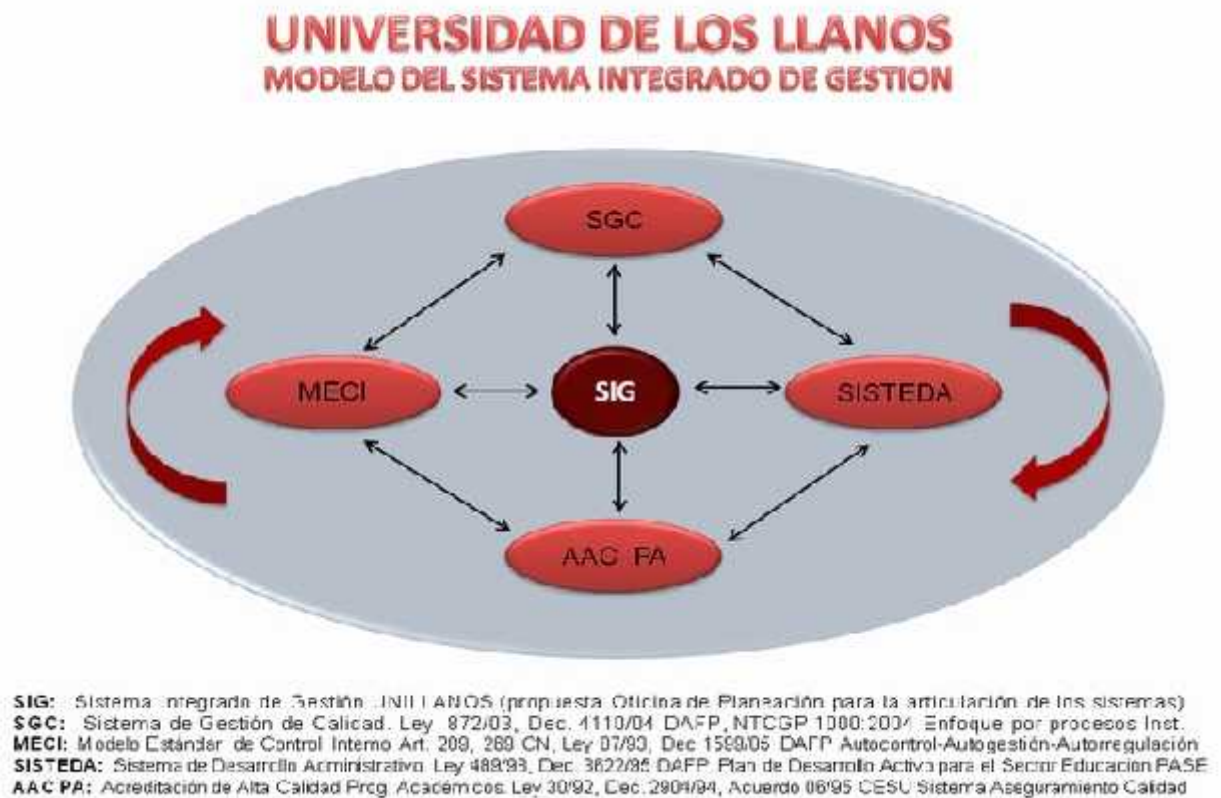 UNIVERSIDAD DE LOS LLANOS
MODELO DEL SISTEMA INTEGRADO DE GESTION
SGC
MECI
SIG
SISTEDA
AAC PA
SIG: Sistema Integrado de Gestión UNILLANOS (propuesta Oficina de Planeación para la articulación de los sistemas)
SGC: Sistema de Gestión de Calidad. Ley 872/03, Dec. 4110/04 DAFP, NTCGP 1000:2004 Enfoque por procesos Inst.
MECI: Modelo Estándar de Control Interno Art. 209, 269 CN, Ley 87/93, Dec 1599/05 DAFP Autocontrol-Autogestión-Autorregulación
SISTEDA: Sistema de Desarrollo Administrativo Ley 489/98, Dec. 3622/95 DAFP Plan de Desarrollo Activo para el Sector Educación PASE
AAC PA: Acreditación de Alta Calidad Prog. Académicos Ley 30/92, Dec. 2904/94, Acuerdo 06/95 CESU Sistema Aseguramiento Calidad